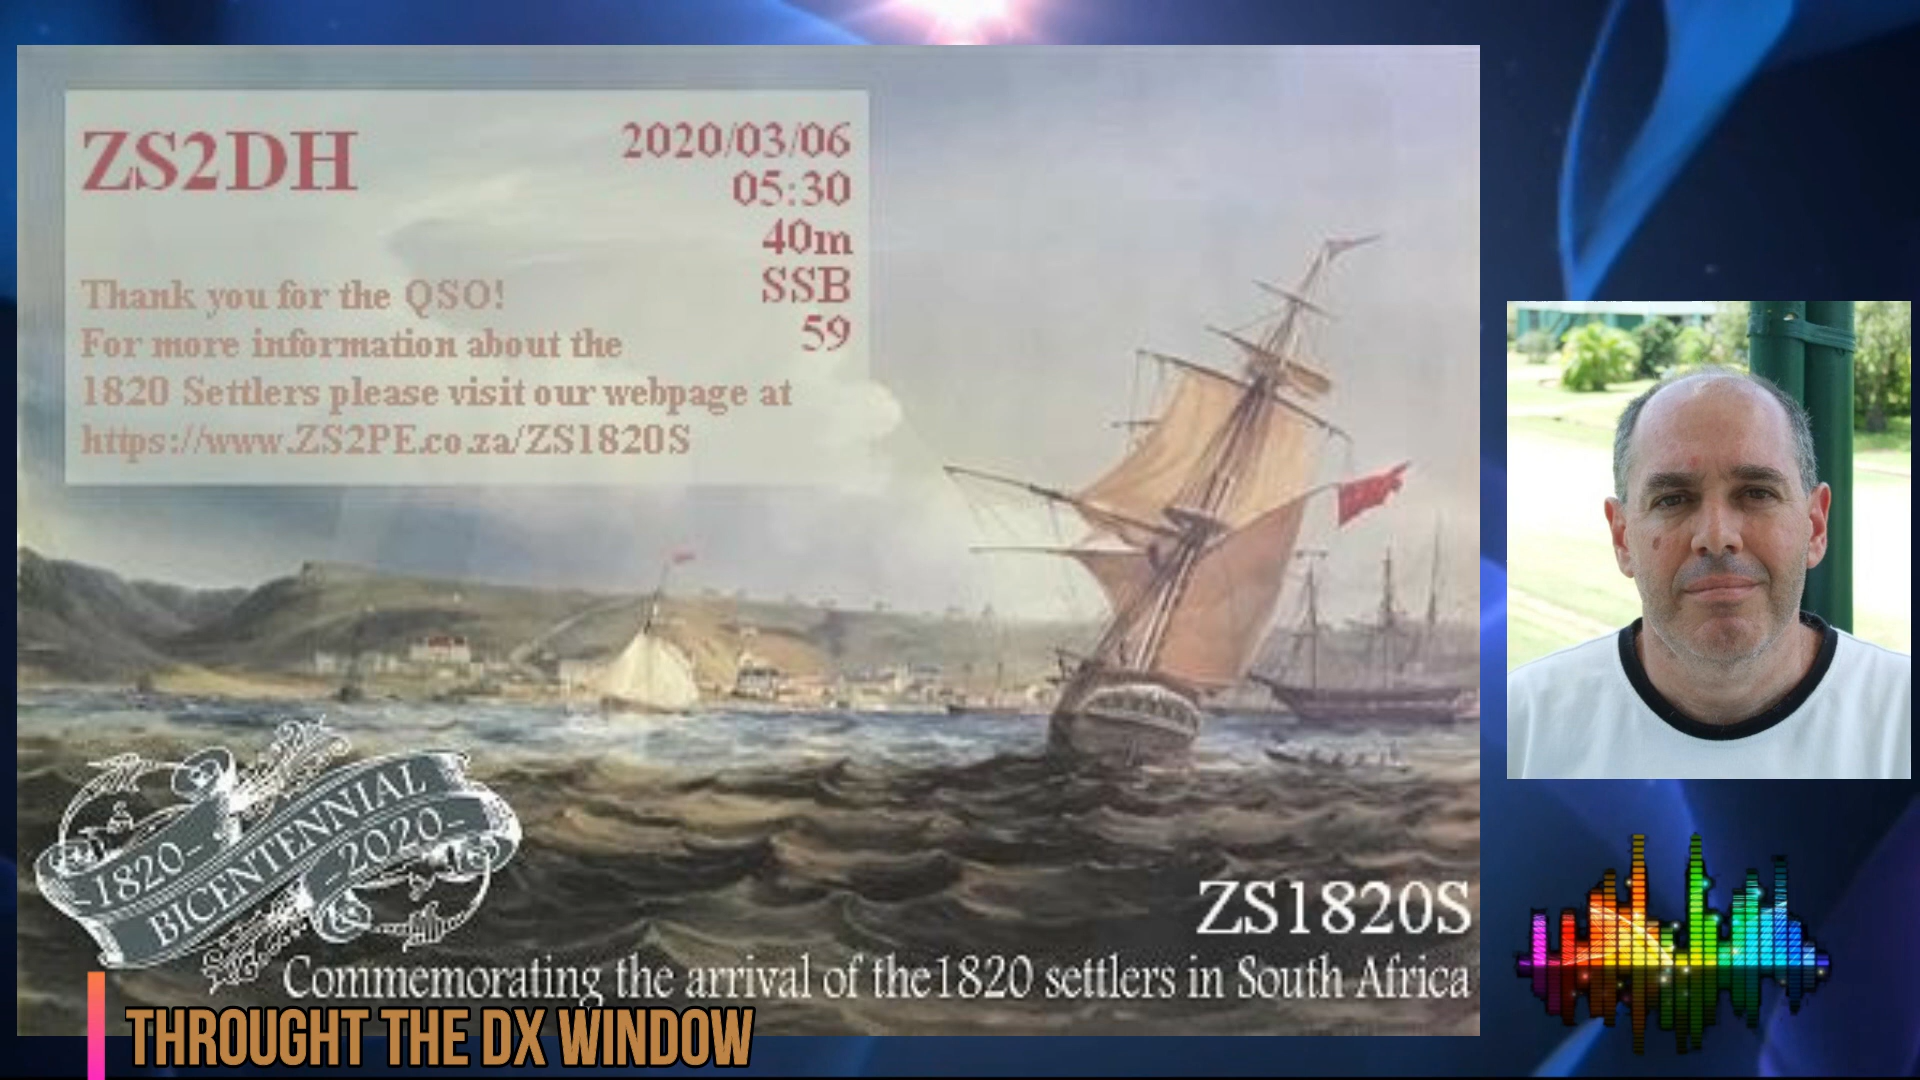 ZS2DH
2020/03/06
05:30
40m
SSB
59
Thank you for the QSO!
For more information about the
1820 Settlers please visit our webpage at
https://www.ZS2PE.co.za/ZS1820S
-1820-
BICENTENNIAL
-2020-
ZS1820S
Commemorating the arrival of the1820 settlers in South Africa
THROUGHT THE DX WINDOW